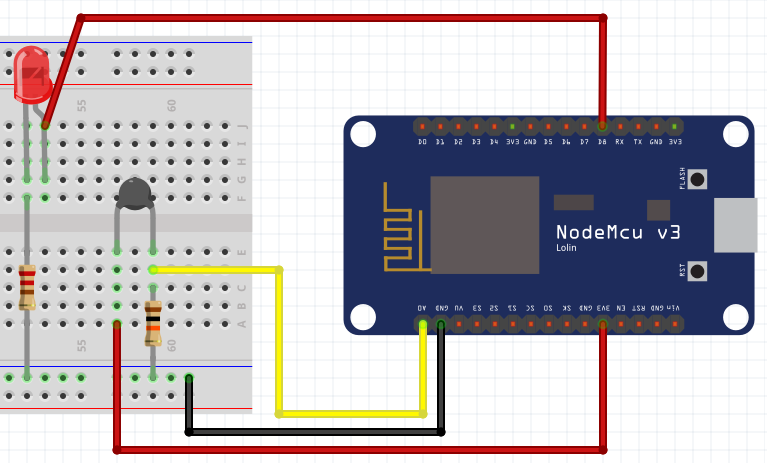 55
60
J
I
H
G
F
E
D
C
B
A
55
60
D0 D1 D2 D3 D4 3V3 GND D5 D6 D7 D8 RX TX GND 3V3
FLASH
NodeMcu v3
Lolin
RST
A0 GND VU S3 S2 S1 SC S0 SK GND 3V3 EN RST GND Vin